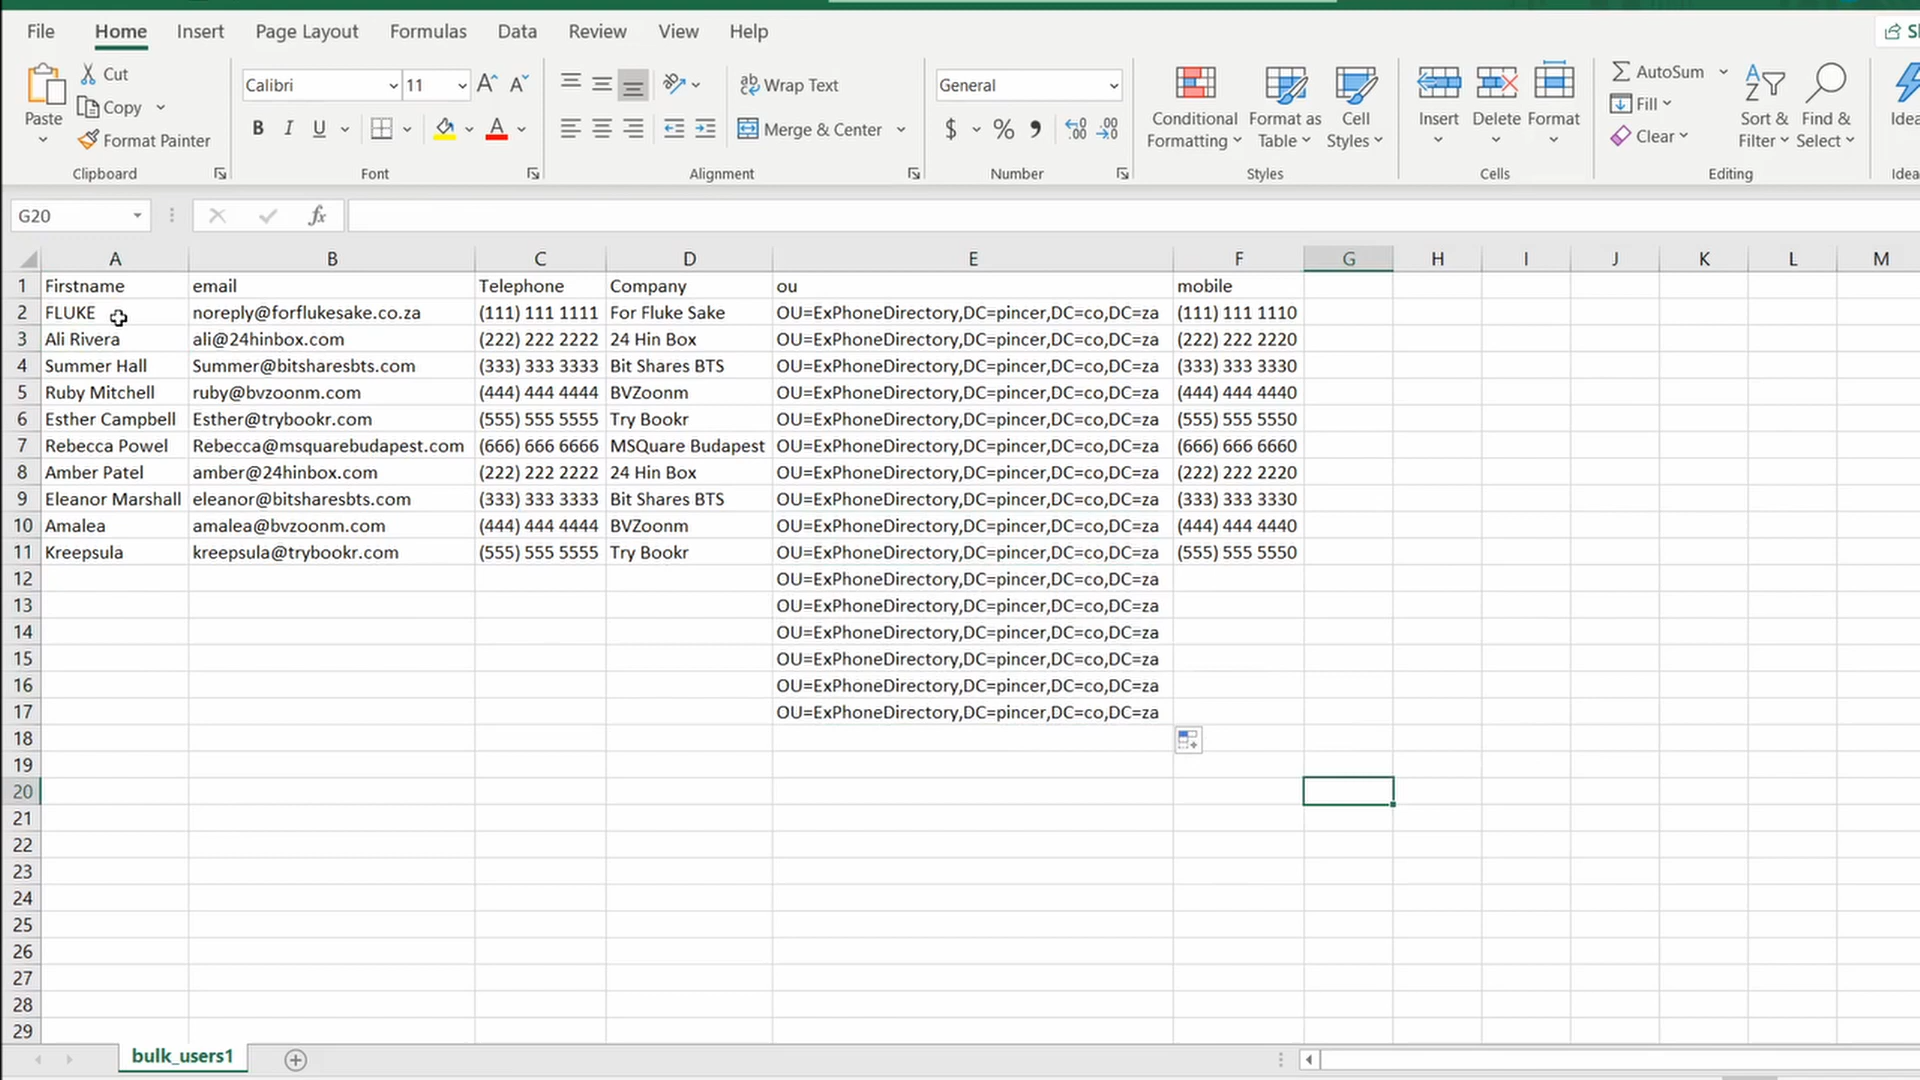 File Home Insert Page Layout Formulas Data Review View Help
Paste Cut Copy Format Painter Clipboard
Calibri 11 B I U A Font
Wrap Text Merge & Center Alignment
General $ % Number
Conditional Formatting Format as Table Cell Styles Styles
Insert Delete Format Cells
AutoSum Fill Clear Sort & Filter Find & Select Editing
G20 fx
A B C D E F G H I J K L M
1 Firstname email Telephone Company ou mobile
2 FLUKE noreply@forflukesake.co.za (111) 111 1111 For Fluke Sake OU=ExPhoneDirectory,DC=pincer,DC=co,DC=za (111) 111 1110
3 Ali Rivera ali@24hinbox.com (222) 222 2222 24 Hin Box OU=ExPhoneDirectory,DC=pincer,DC=co,DC=za (222) 222 2220
4 Summer Hall Summer@bitsharesbts.com (333) 333 3333 Bit Shares BTS OU=ExPhoneDirectory,DC=pincer,DC=co,DC=za (333) 333 3330
5 Ruby Mitchell ruby@bvzoonm.com (444) 444 4444 BVZoonm OU=ExPhoneDirectory,DC=pincer,DC=co,DC=za (444) 444 4440
6 Esther Campbell Esther@trybookr.com (555) 555 5555 Try Bookr OU=ExPhoneDirectory,DC=pincer,DC=co,DC=za (555) 555 5550
7 Rebecca Powel Rebecca@msquarebudapest.com (666) 666 6666 MSQuare Budapest OU=ExPhoneDirectory,DC=pincer,DC=co,DC=za (666) 666 6660
8 Amber Patel amber@24hinbox.com (222) 222 2222 24 Hin Box OU=ExPhoneDirectory,DC=pincer,DC=co,DC=za (222) 222 2220
9 Eleanor Marshall eleanor@bitsharesbts.com (333) 333 3333 Bit Shares BTS OU=ExPhoneDirectory,DC=pincer,DC=co,DC=za (333) 333 3330
10 Amalea amalea@bvzoonm.com (444) 444 4444 BVZoonm OU=ExPhoneDirectory,DC=pincer,DC=co,DC=za (444) 444 4440
11 Kreepsula kreepsula@trybookr.com (555) 555 5555 Try Bookr OU=ExPhoneDirectory,DC=pincer,DC=co,DC=za (555) 555 5550
12 OU=ExPhoneDirectory,DC=pincer,DC=co,DC=za
13 OU=ExPhoneDirectory,DC=pincer,DC=co,DC=za
14 OU=ExPhoneDirectory,DC=pincer,DC=co,DC=za
15 OU=ExPhoneDirectory,DC=pincer,DC=co,DC=za
16 OU=ExPhoneDirectory,DC=pincer,DC=co,DC=za
17 OU=ExPhoneDirectory,DC=pincer,DC=co,DC=za
18
19
20
21
22
23
24
25
26
27
28
29
bulk_users1